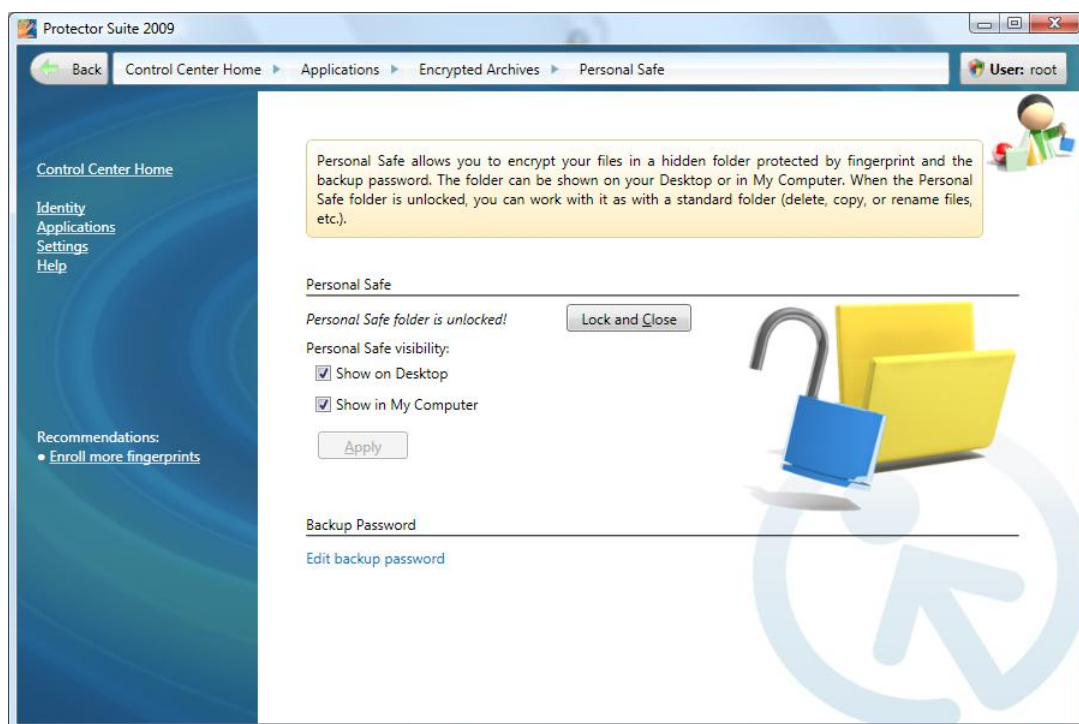 Protector Suite 2009
Back
Control Center Home
Applications
Encrypted Archives
Personal Safe
User: root
Control Center Home
Identity
Applications
Settings
Help
Recommendations:
• Enroll more fingerprints
Personal Safe allows you to encrypt your files in a hidden folder protected by fingerprint and the
backup password. The folder can be shown on your Desktop or in My Computer. When the Personal
Safe folder is unlocked, you can work with it as with a standard folder (delete, copy, or rename files,
etc.).
Personal Safe
Personal Safe folder is unlocked!
Lock and Close
Personal Safe visibility:
Show on Desktop
Show in My Computer
Apply
Backup Password
Edit backup password